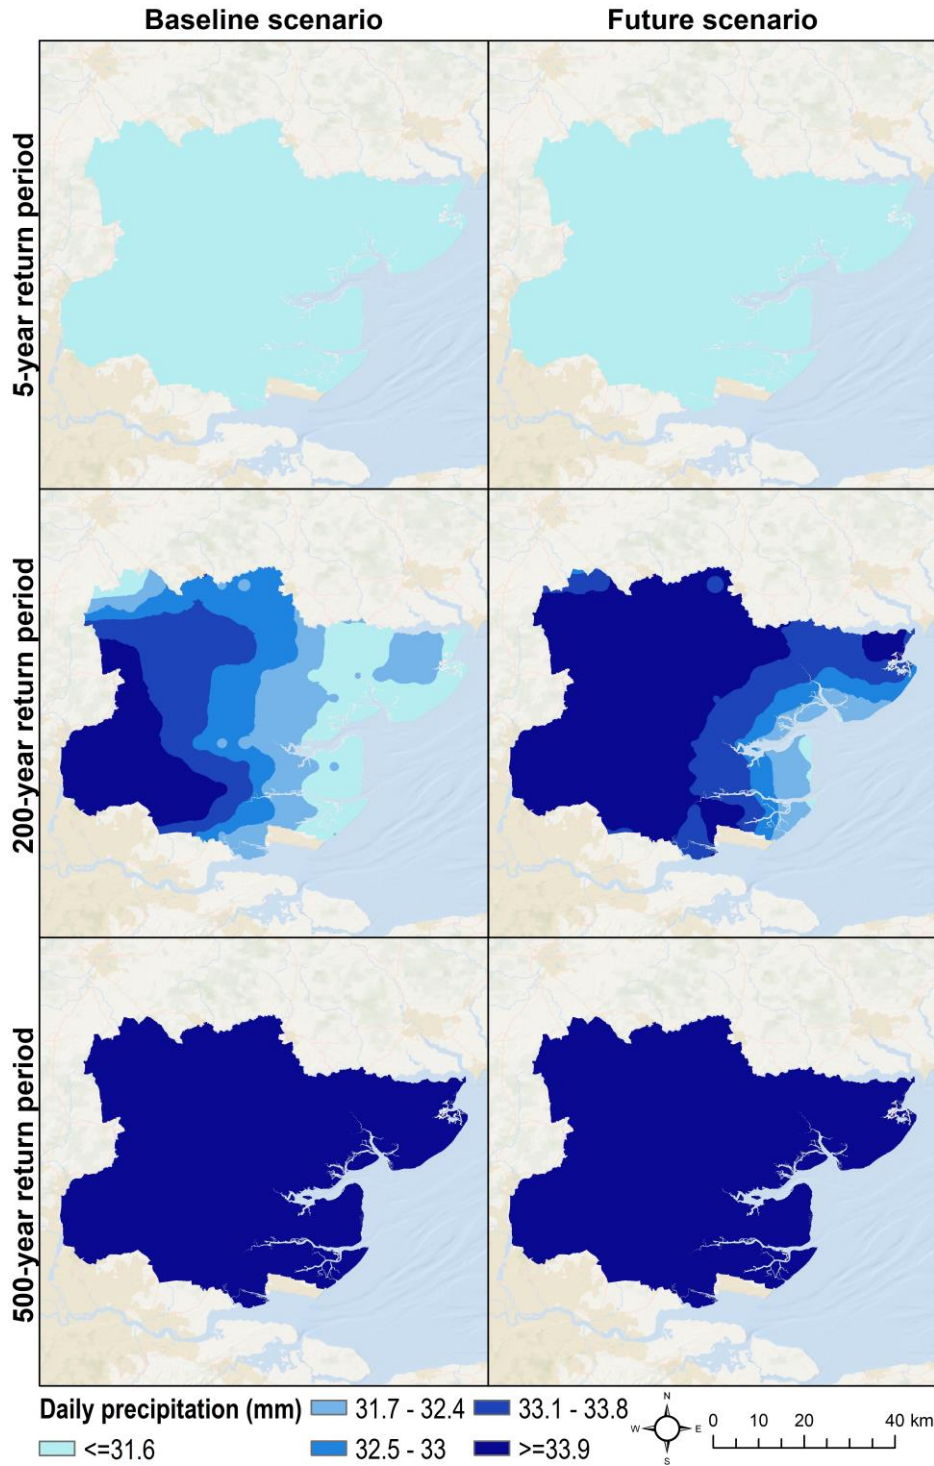 Baseline scenario
Future scenario
5-year return period
200-year return period
500-year return period
Daily precipitation (mm)
<=31.6
31.7 - 32.4
32.5 - 33
33.1 - 33.8
>=33.9
N
W E
S
0 10 20 40 km